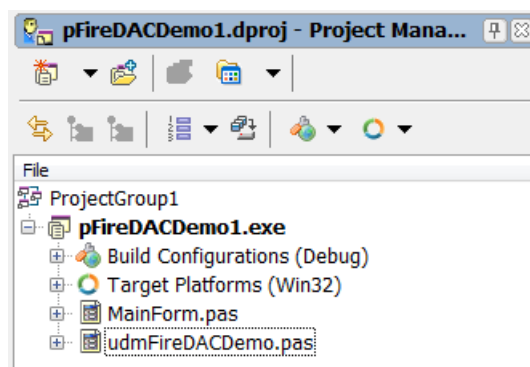 pFireDACDemo1.dproj - Project Mana...
File
ProjectGroup1
pFireDACDemo1.exe
Build Configurations (Debug)
Target Platforms (Win32)
MainForm.pas
udmFireDACDemo.pas